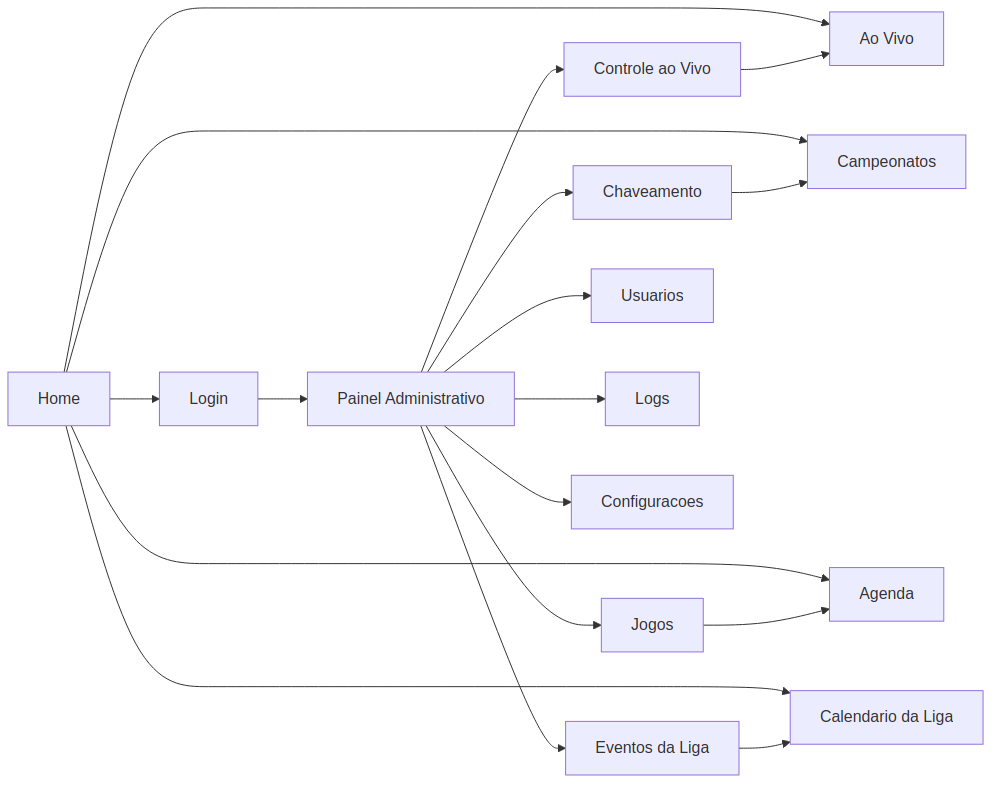 Ao Vivo
Controle ao Vivo
Campeonatos
Chaveamento
Usuarios
Home
Login
Painel Administrativo
Logs
Configuracoes
Agenda
Jogos
Calendario da Liga
Eventos da Liga